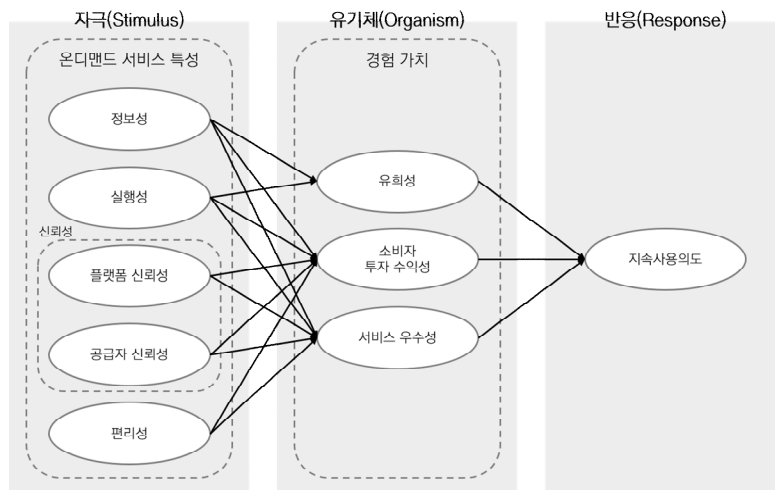 자극(Stimulus)
온디맨드 서비스 특성
정보성
실행성
신뢰성
플랫폼 신뢰성
공급자 신뢰성
편리성
유기체(Organism)
경험 가치
유희성
소비자
투자 수익성
서비스 우수성
반응(Response)
지속사용의도